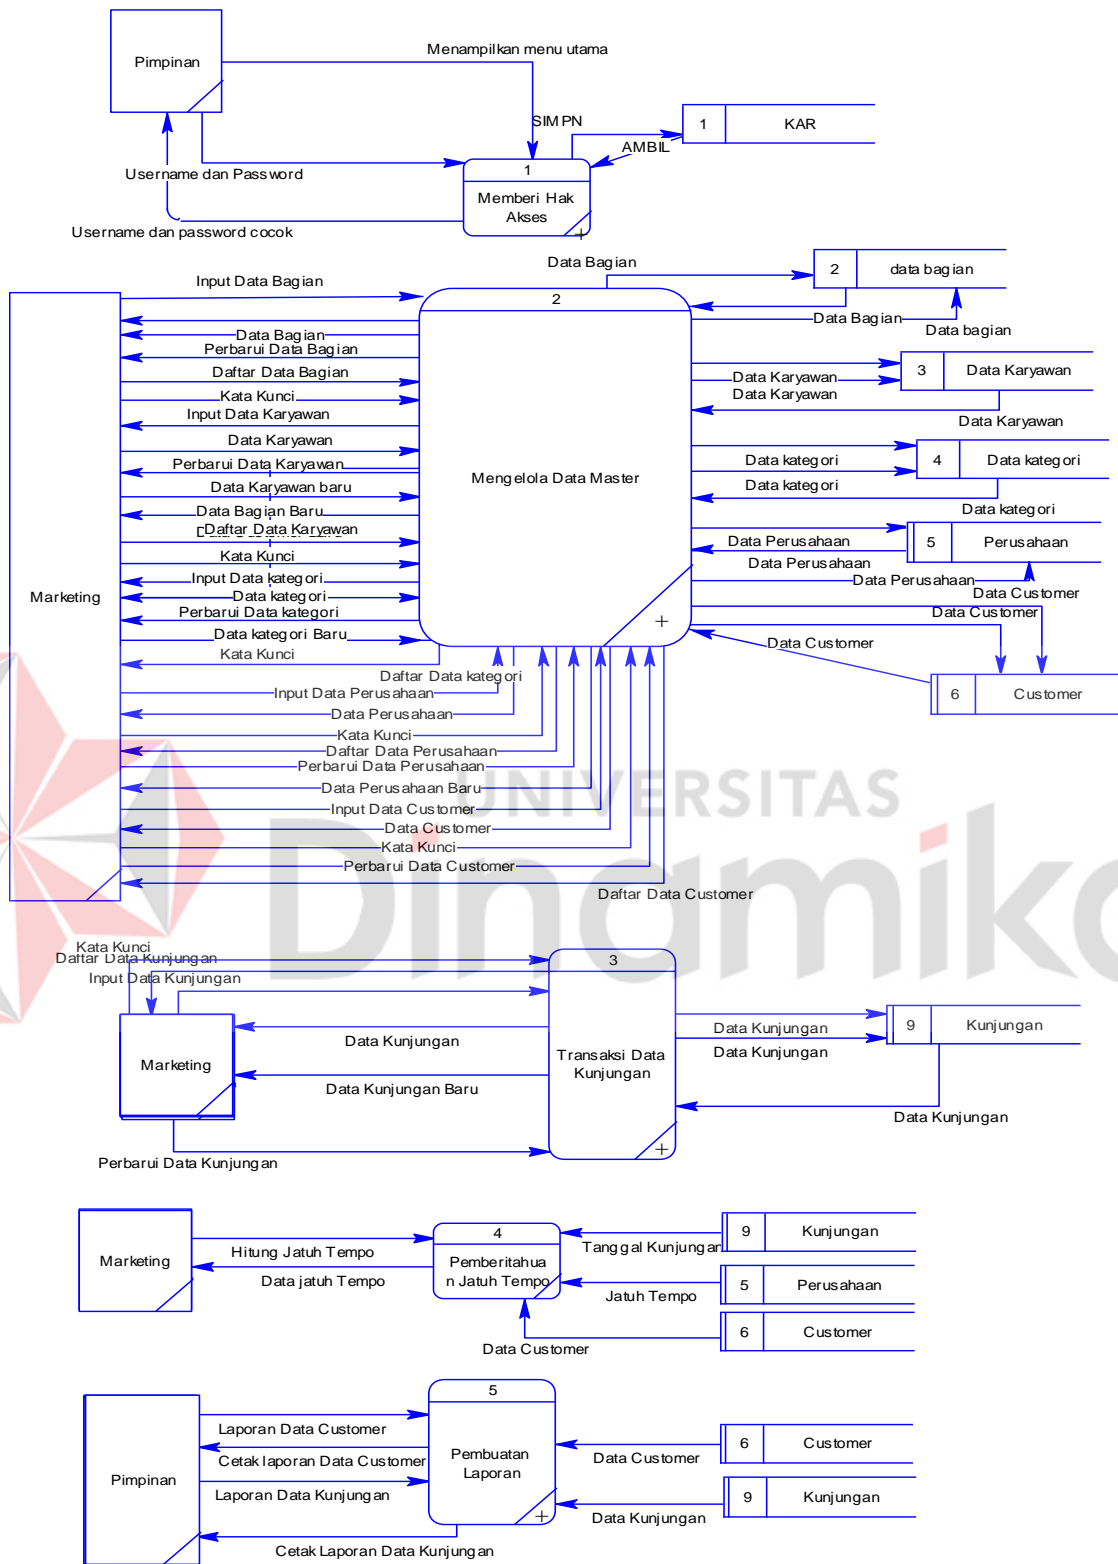 Pimpinan
Menampilkan menu utama
SIMPN
1 KAR
AMBIL
Username dan Password
1
Memberi Hak
Akses
Username dan password cocok
Data Bagian
2 data bagian
Input Data Bagian
2
Data Bagian
Data bagian
Data Bagian
Perbarui Data Bagian
Daftar Data Bagian
Kata Kunci
Input Data Karyawan
Data Karyawan
Perbarui Data Karyawan
Data Karyawan baru
Data Bagian Baru
Daftar Data Karyawan
Kata Kunci
Input Data kategori
Data kategori
Perbarui Data kategori
Data kategori Baru
Kata Kunci
Marketing
Mengelola Data Master
+
3 Data Karyawan
Data Karyawan
Data Karyawan
Data Karyawan
4 Data kategori
Data kategori
Data kategori
Data kategori
5 Perusahaan
Data Perusahaan
Data Perusahaan
Data Perusahaan
Data Customer
Data Customer
Data Customer
6 Customer
Daftar Data kategori
Input Data Perusahaan
Data Perusahaan
Kata Kunci
Daftar Data Perusahaan
Perbarui Data Perusahaan
Data Perusahaan Baru
Input Data Customer
Data Customer
Kata Kunci
Perbarui Data Customer
Daftar Data Customer
UNIVERSITAS
Dinamika
Kata Kunci
Daftar Data Kunjungan
Input Data Kunjungan
3
Transaksi Data
Kunjungan
+
Marketing
Data Kunjungan
Data Kunjungan Baru
Perbarui Data Kunjungan
9 Kunjungan
Data Kunjungan
Data Kunjungan
Data Kunjungan
Marketing
Hitung Jatuh Tempo
Data jatuh Tempo
4
Pemberitahua
n Jatuh Tempo
Tanggal Kunjungan
9 Kunjungan
Jatuh Tempo
5 Perusahaan
6 Customer
Data Customer
Pimpinan
Laporan Data Customer
Cetak laporan Data Customer
Laporan Data Kunjungan
Cetak Laporan Data Kunjungan
5
Pembuatan
Laporan
+
Data Customer
6 Customer
Data Kunjungan
9 Kunjungan